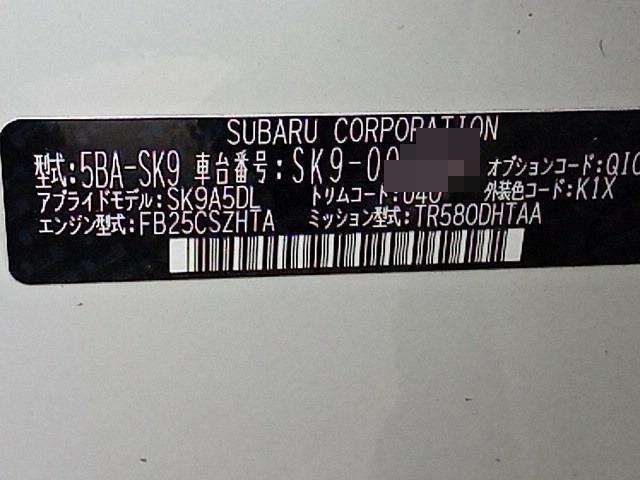 SUBARU CORPORATION
型式:5BA-SK9 車台番号:SK9-00 オプションコード:QIC
アプライドモデル:SK9A5DL トリムコード:040 外装色コード:K1X
エンジン型式:FB25CSZHTA ミッション型式:TR580DHTAA